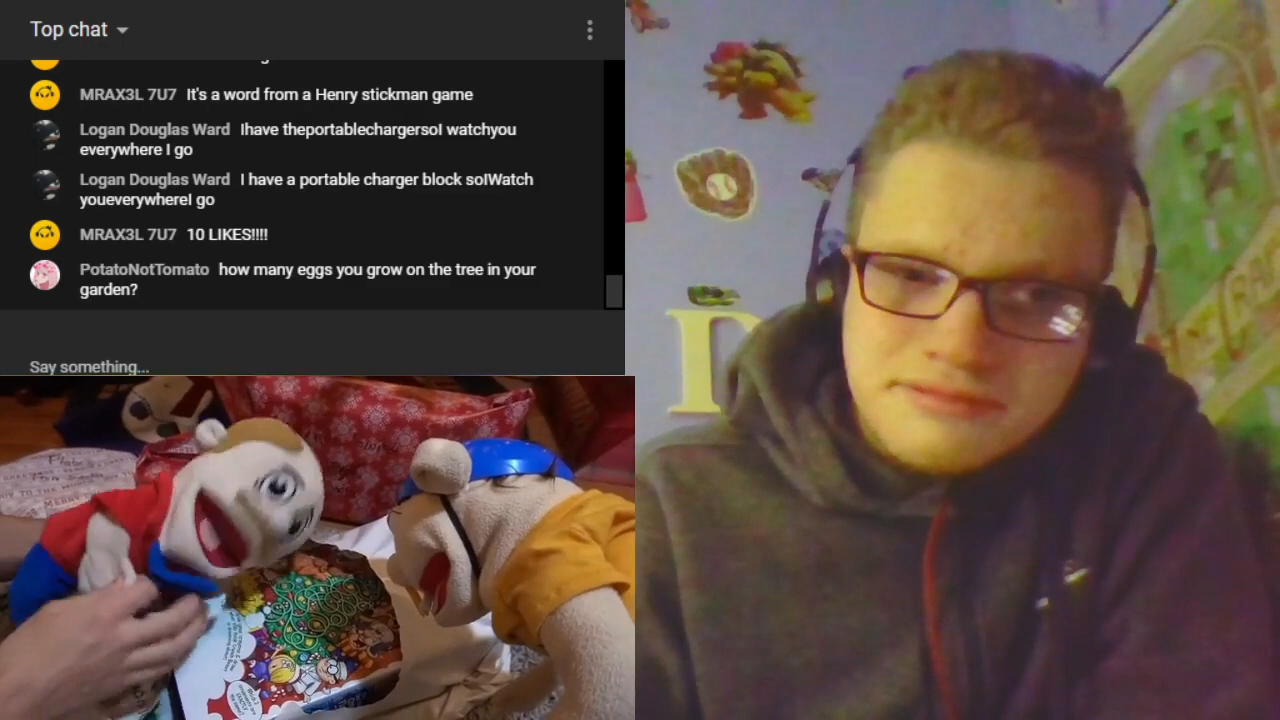 Top chat
MRAX3L 7U7 It's a word from a Henry stickman game
Logan Douglas Ward Ihave theportablechargersoI watchyou
everywhere I go
Logan Douglas Ward I have a portable charger block soIWatch
youeverywhereI go
MRAX3L 7U7 10 LIKES!!!!
PotatoNotTomato how many eggs you grow on the tree in your
garden?
Say something...
D